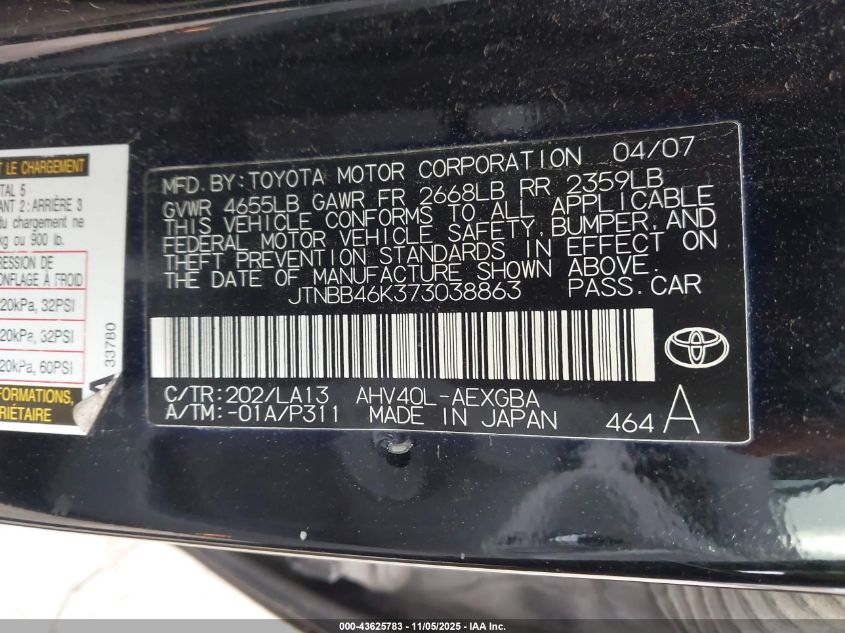 T LE CHARGEMENT
TAL 5
ANT 2: ARRIÈRE 3
du chargement ne
kg ou 900 lb.
RESSION DE
ONFLAGE À FROID
20kPa, 32PSI
20kPa, 32PSI
20kPa, 60PSI
FORMATIONS,
RIÉTAIRE
33780
MFD. BY: TOYOTA MOTOR CORPORATION 04/07
GVWR 4655LB GAWR FR 2668LB RR 2359LB
THIS VEHICLE CONFORMS TO ALL APPLICABLE
FEDERAL MOTOR VEHICLE SAFETY, BUMPER, AND
THEFT PREVENTION STANDARDS IN EFFECT ON
THE DATE OF MANUFACTURE SHOWN ABOVE.
JTNBB46K373038863 PASS. CAR
C/TR: 202/LA13 AHV40L-AEXGBA
A/TM: -01A/P311 MADE IN JAPAN 464 A
000-43625783 - 11/05/2025 - IAA Inc.